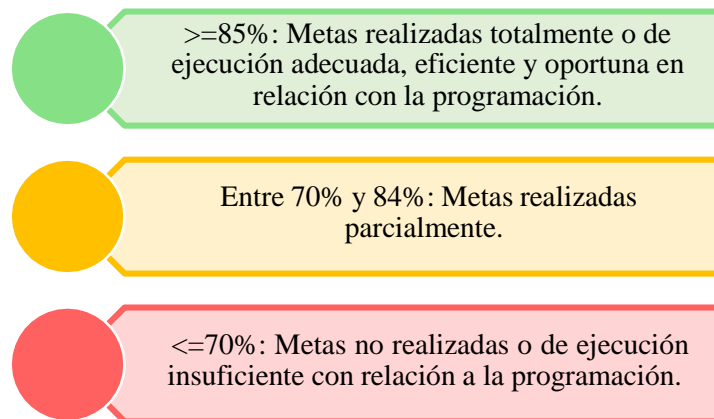 >=85%: Metas realizadas totalmente o de
ejecución adecuada, eficiente y oportuna en
relación con la programación.
Entre 70% y 84%: Metas realizadas
parcialmente.
<=70%: Metas no realizadas o de ejecución
insuficiente con relación a la programación.